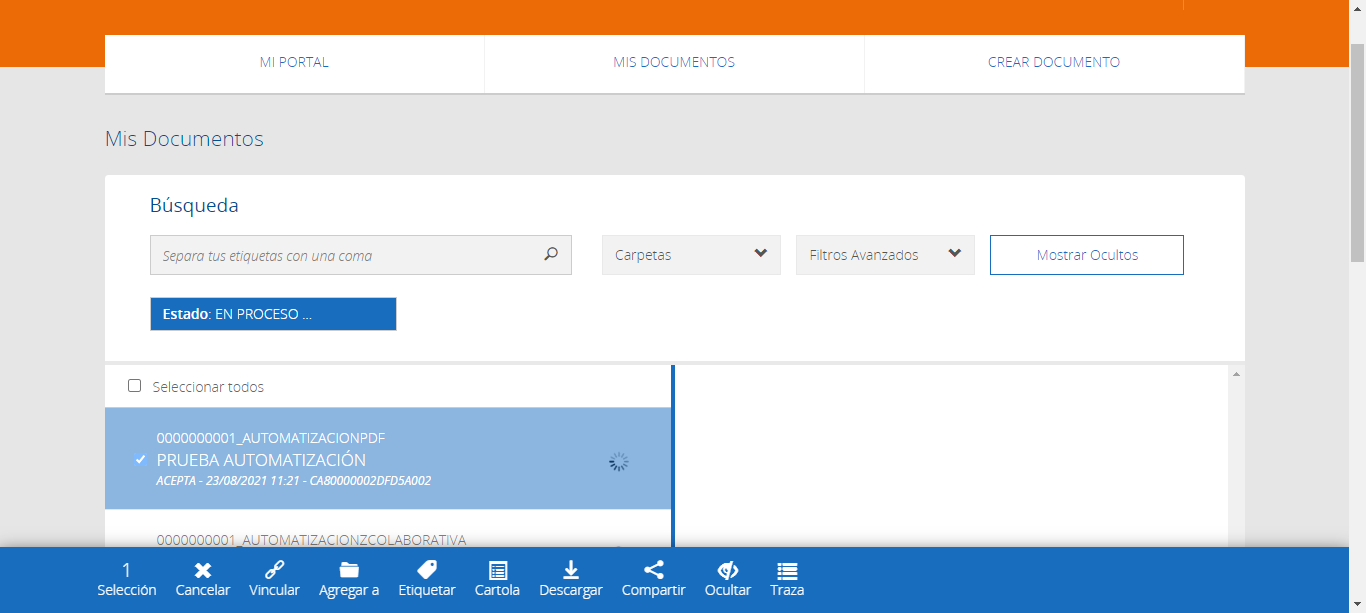 MI PORTAL
MIS DOCUMENTOS
CREAR DOCUMENTO
Mis Documentos
Búsqueda
Separa tus etiquetas con una coma
Carpetas
Filtros Avanzados
Mostrar Ocultos
Estado: EN PROCESO ...
Seleccionar todos
0000000001_AUTOMATIZACIONPDF
PRUEBA AUTOMATIZACIÓN
ACEPTA - 23/08/2021 11:21 - CA80000002DFD5A002
0000000001_AUTOMATIZACIONZCOLABORATIVA
1
Selección
Cancelar
Vincular
Agregar a
Etiquetar
Cartola
Descargar
Compartir
Ocultar
Traza